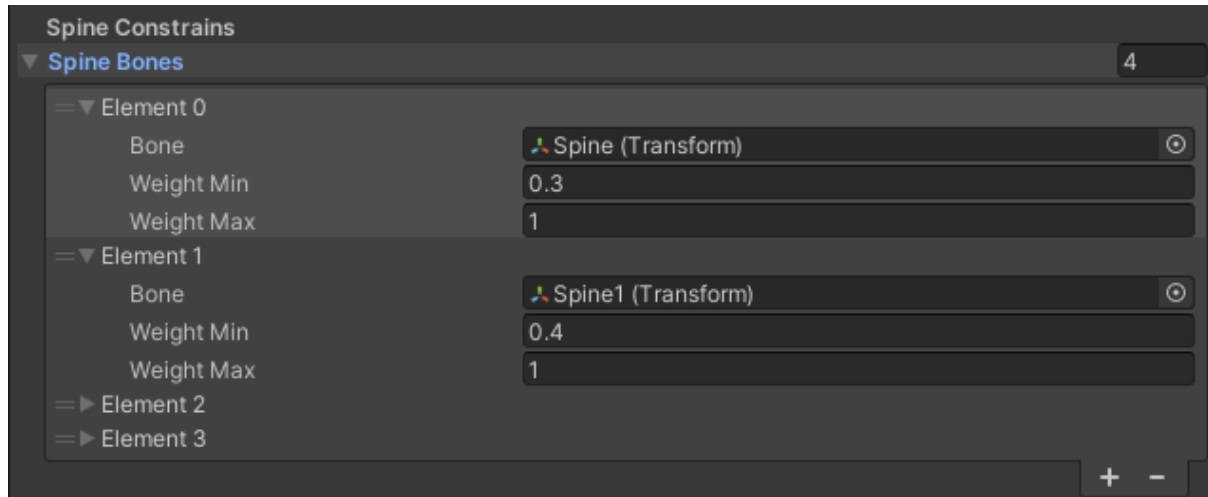 Spine Constrains
Spine Bones 4
Element 0
Bone Spine (Transform)
Weight Min 0.3
Weight Max 1
Element 1
Bone Spine1 (Transform)
Weight Min 0.4
Weight Max 1
Element 2
Element 3
+ −